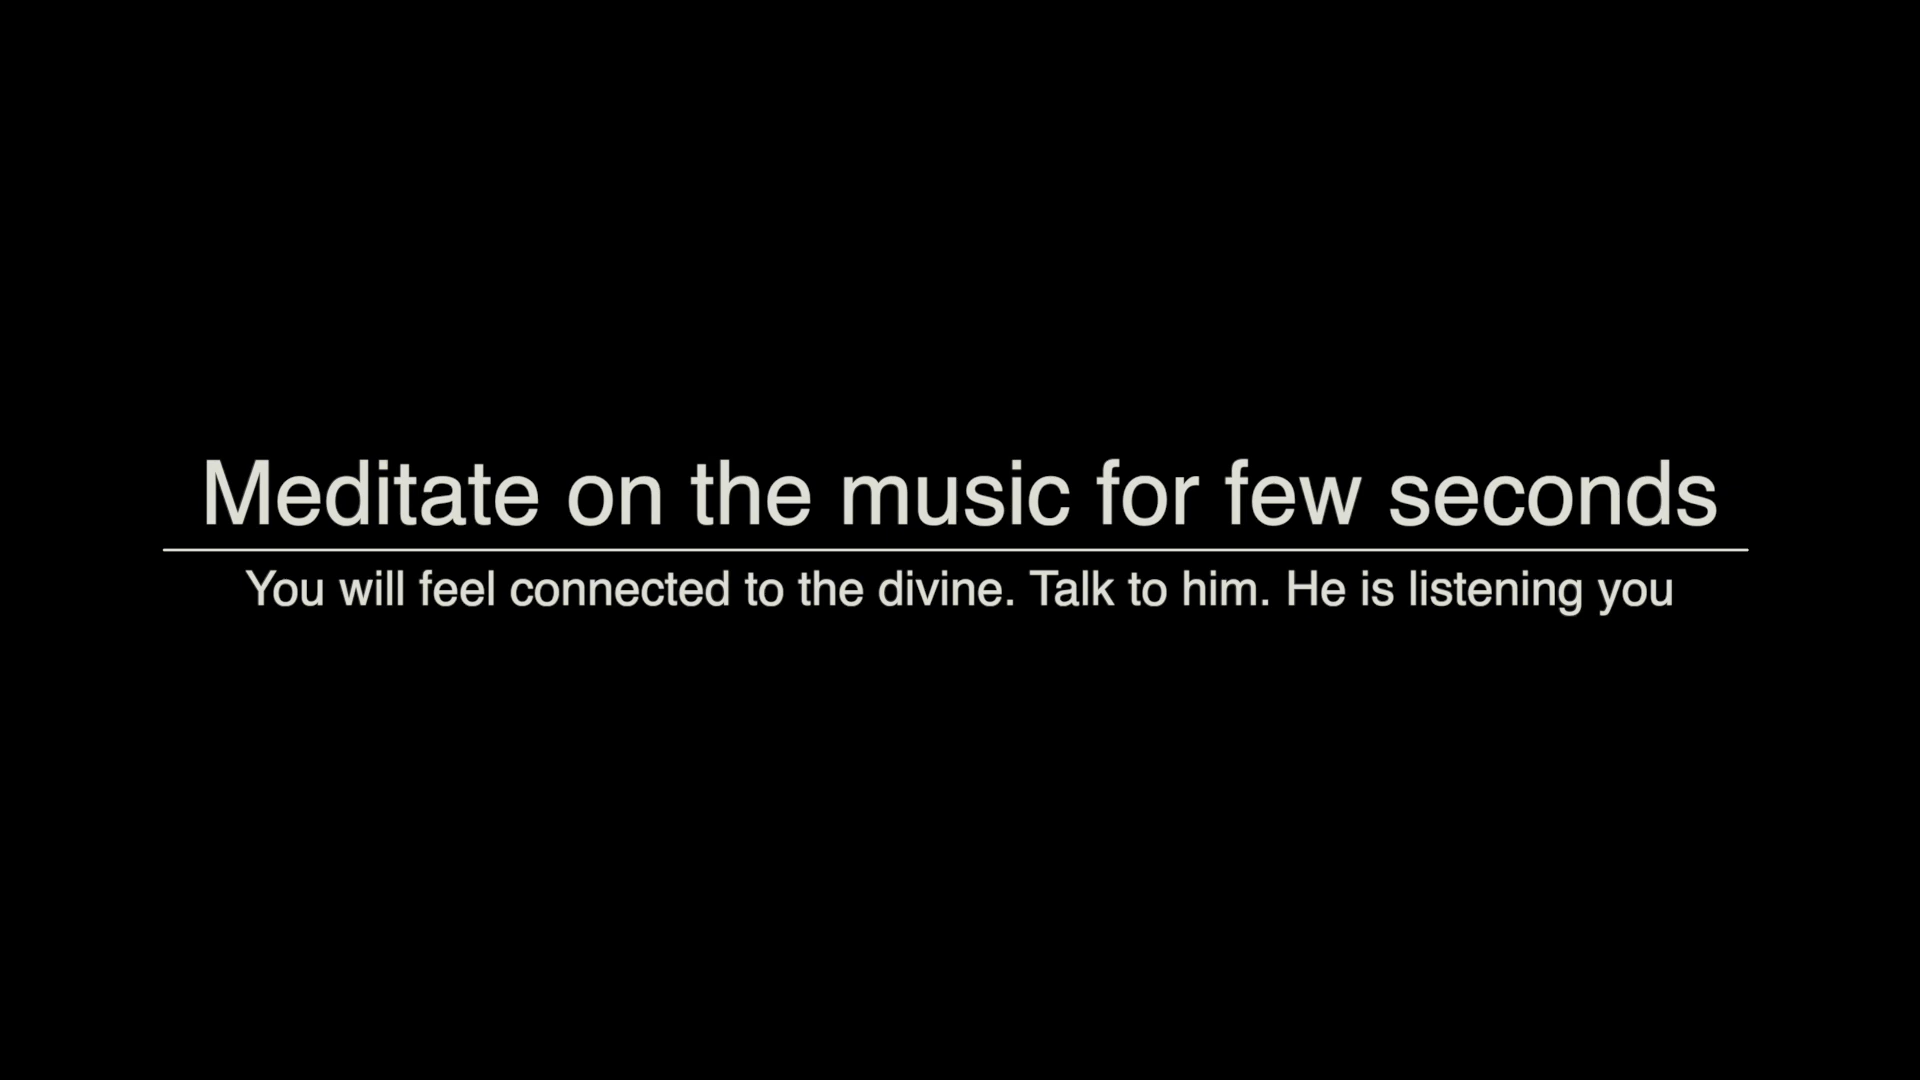 Meditate on the music for few seconds
You will feel connected to the divine. Talk to him. He is listening you